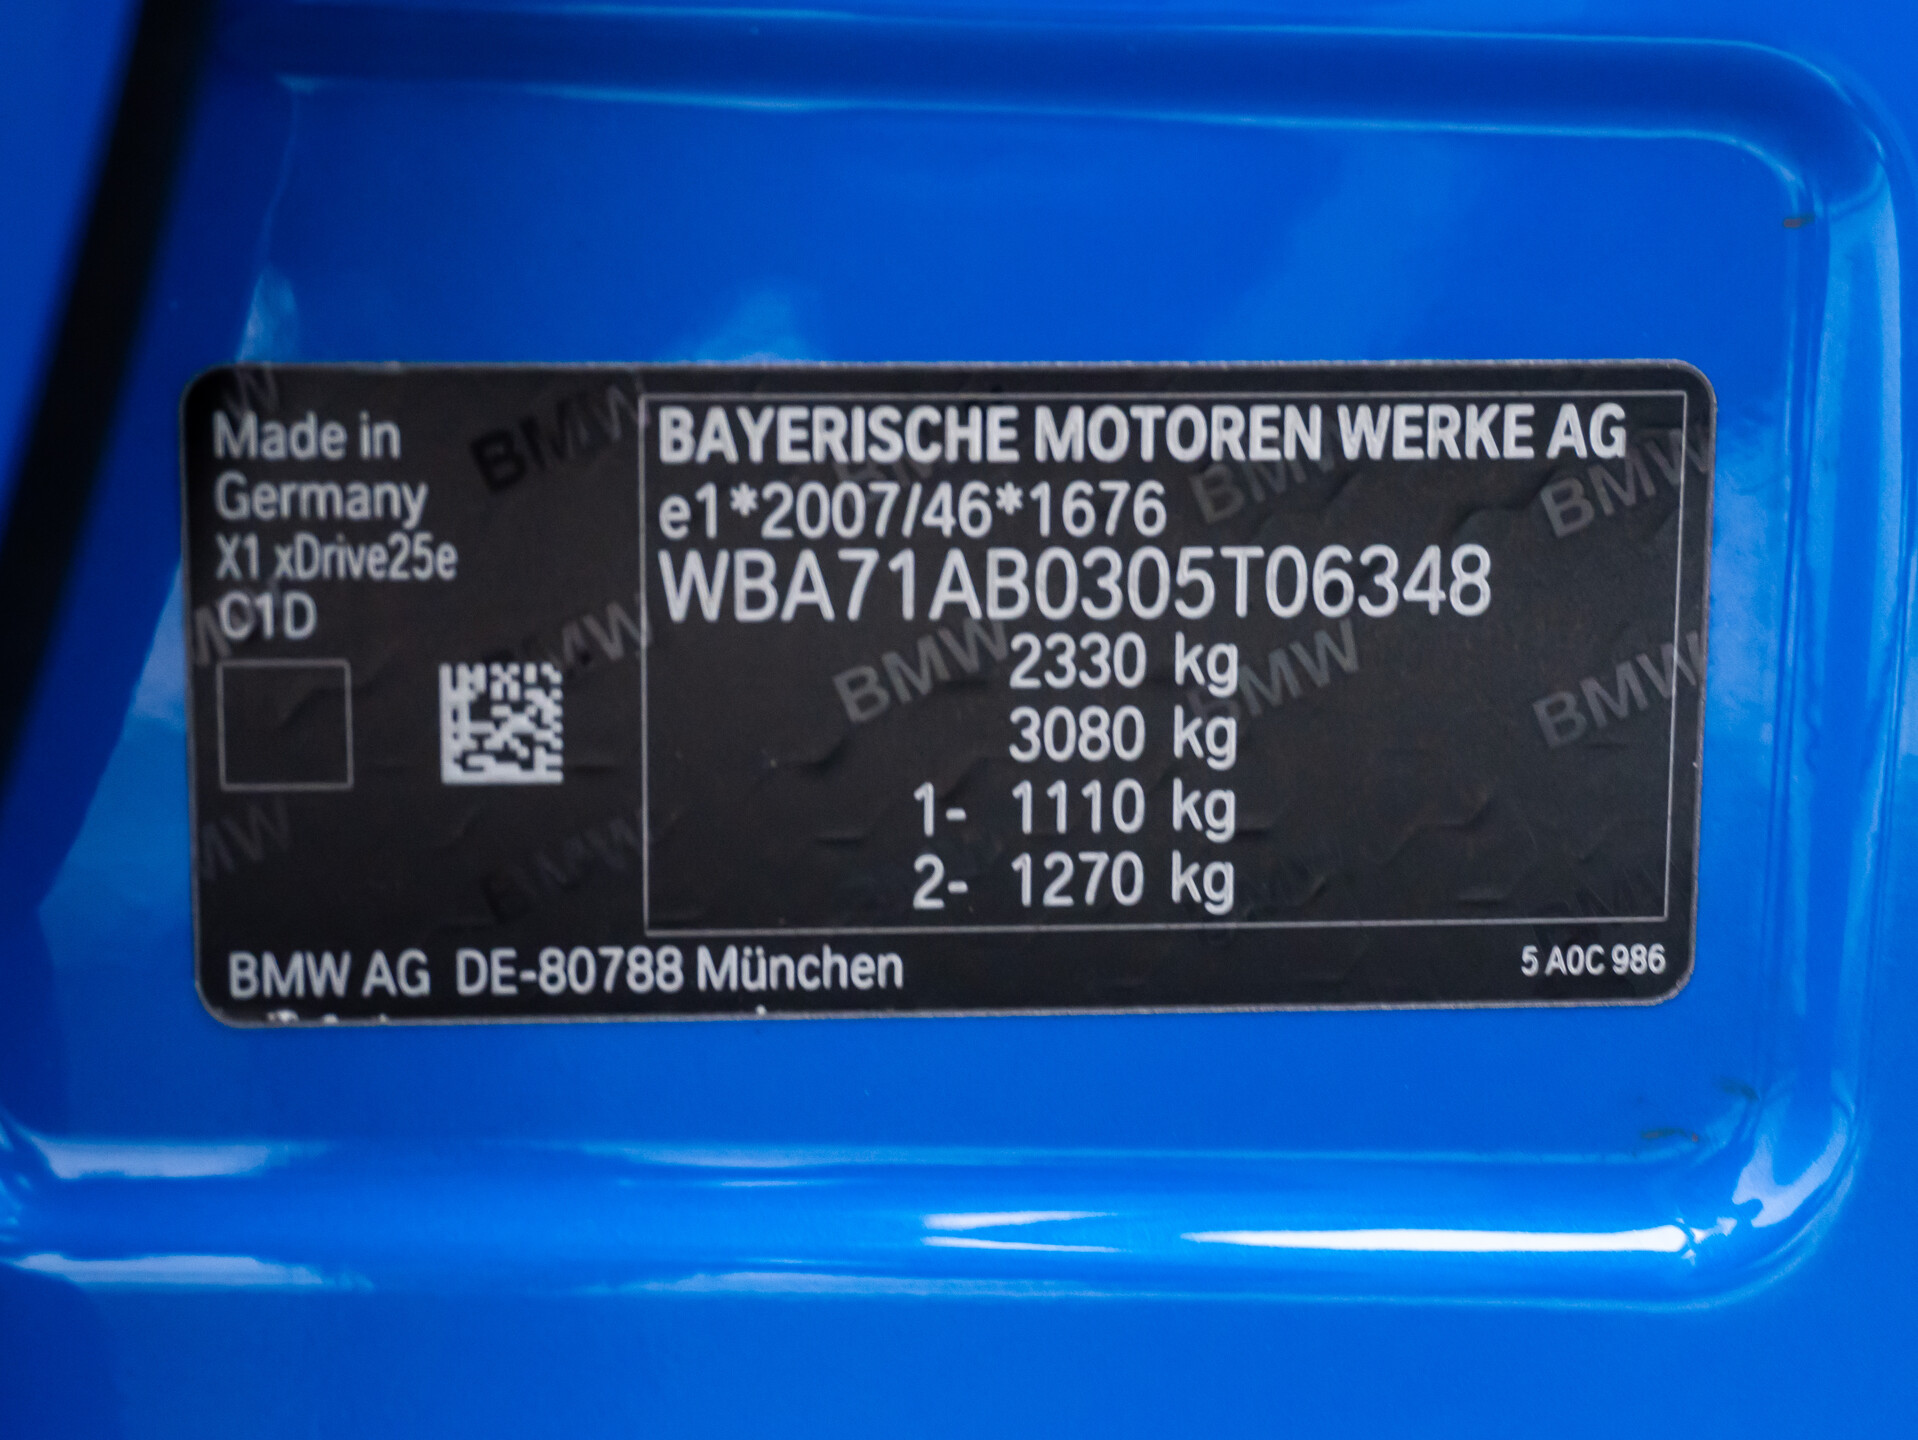 Made in
Germany
X1 xDrive25e
C1D
BAYERISCHE MOTOREN WERKE AG
e1*2007/46*1676
WBA71AB0305T06348
2330 kg
3080 kg
1- 1110 kg
2- 1270 kg
BMW AG DE-80788 München
5 A0C 986